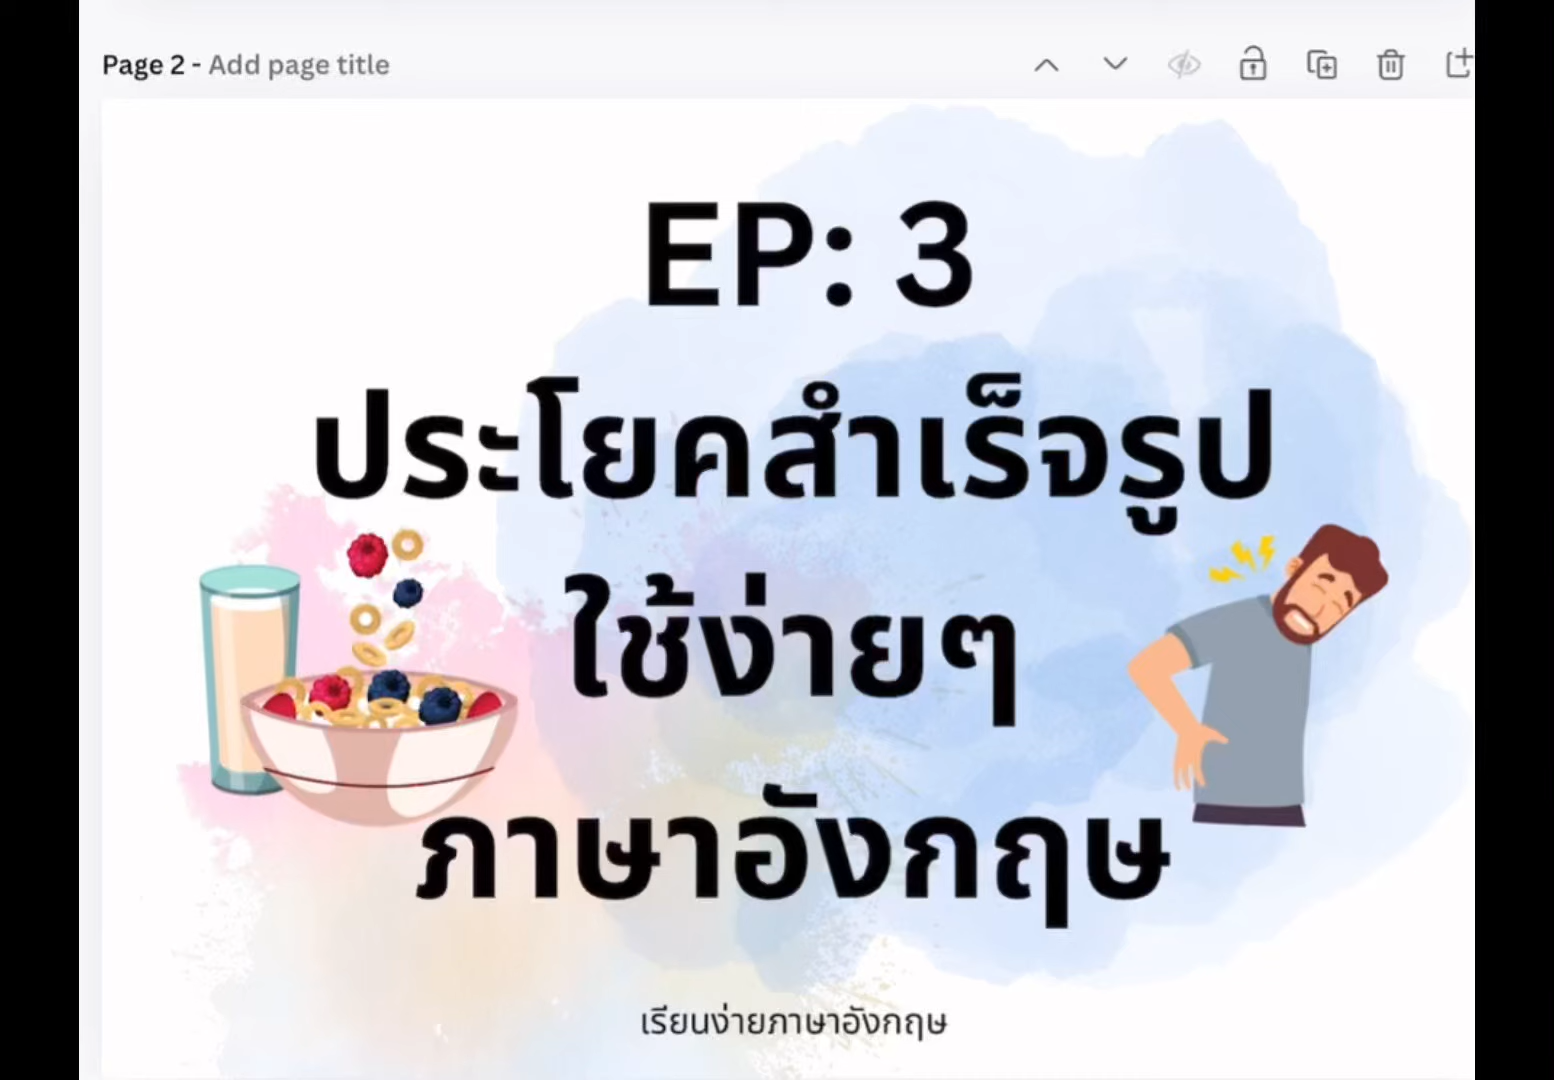 Page 2 - Add page title
EP: 3
ประโยคสำเร็จรูป
ใช้ง่ายๆ
ภาษาอังกฤษ
เรียนง่ายภาษาอังกฤษ